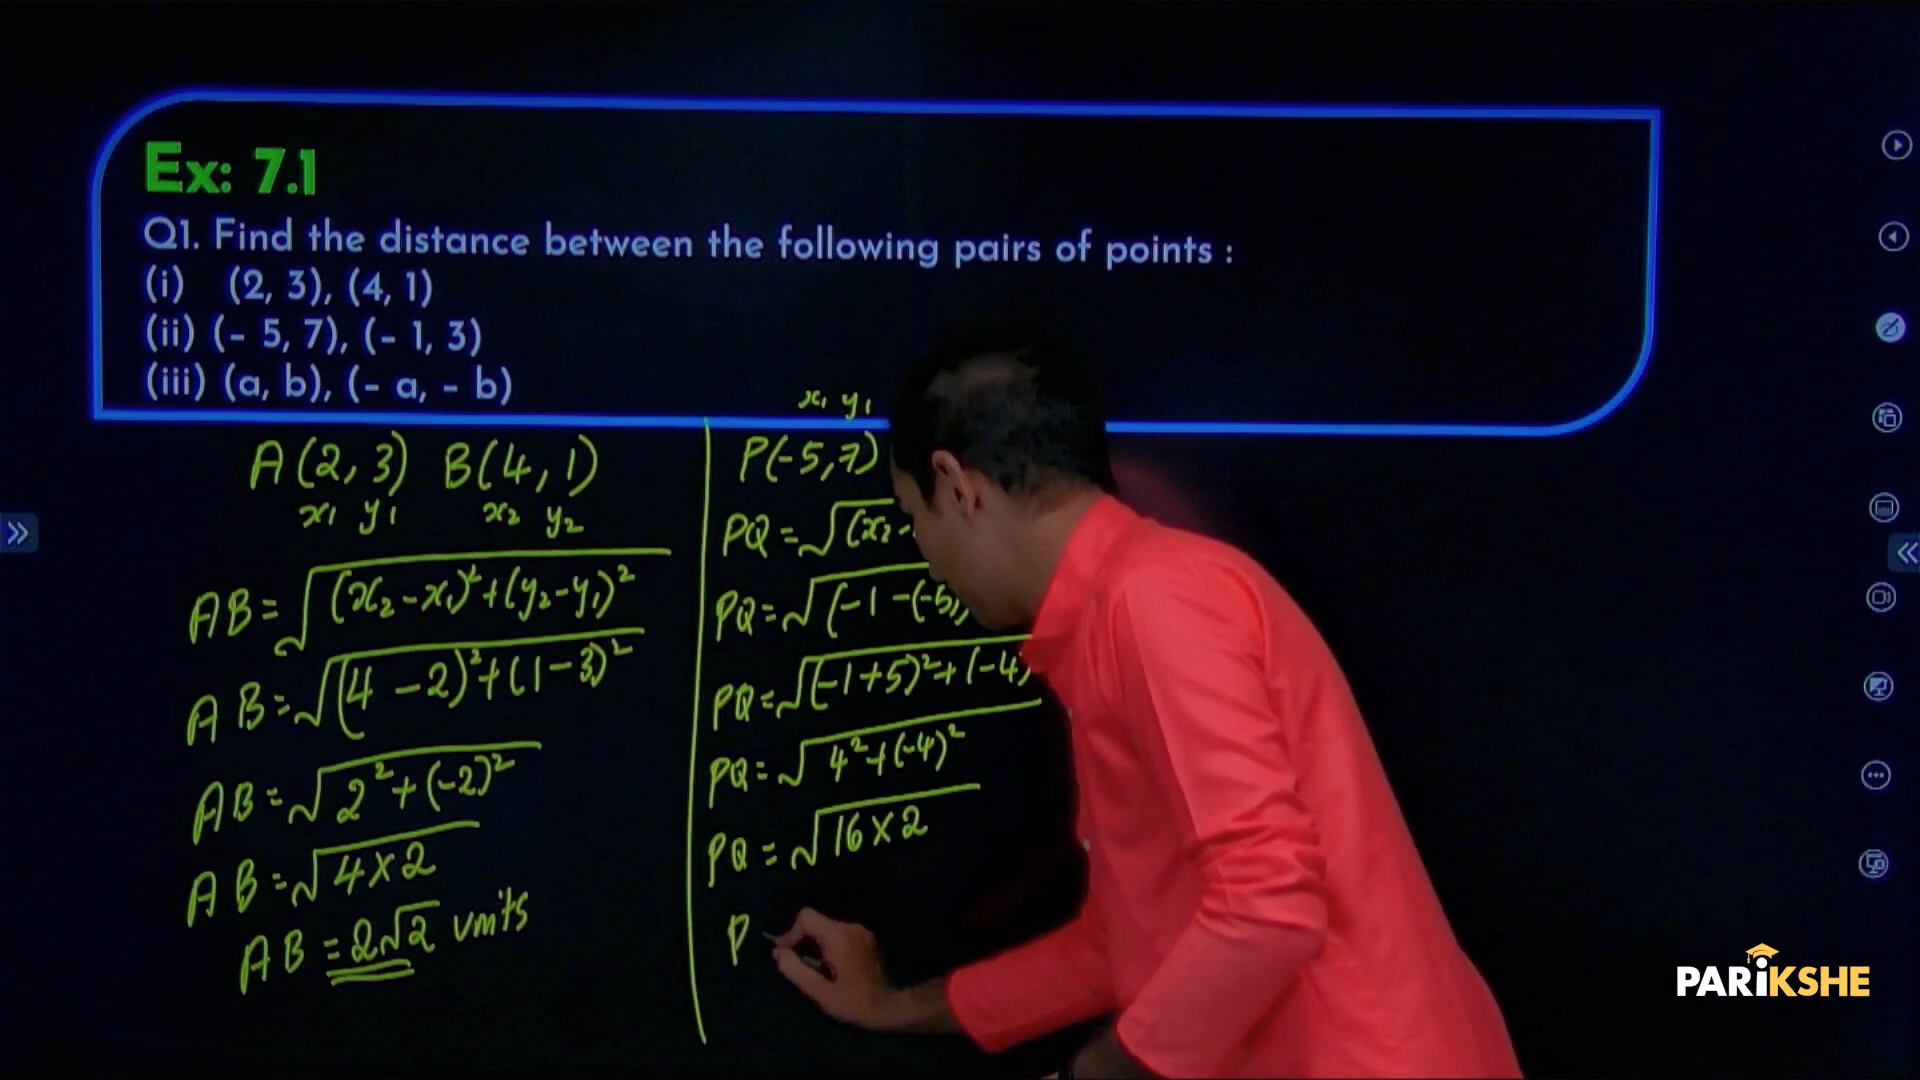 Ex: 7.1
Q1. Find the distance between the following pairs of points :
(i) (2, 3), (4, 1)
(ii) (- 5, 7), (- 1, 3)
(iii) (a, b), (- a, - b)
A (2, 3) B(4, 1)
x₁ y₁ x₂ y₂
AB = √(x₂-x₁)²+(y₂-y₁)²
AB = √(4 - 2)²+(1-3)²
AB = √2²+(-2)²
AB = √4×2
AB = 2√2 units
x₁ y₁
P(-5,7)
PQ = √(x₂-
PQ = √(-1-(-5)
PQ = √(-1+5)²+(-4)
PQ = √4²+(-4)²
PQ = √16×2
P
PARiKSHE